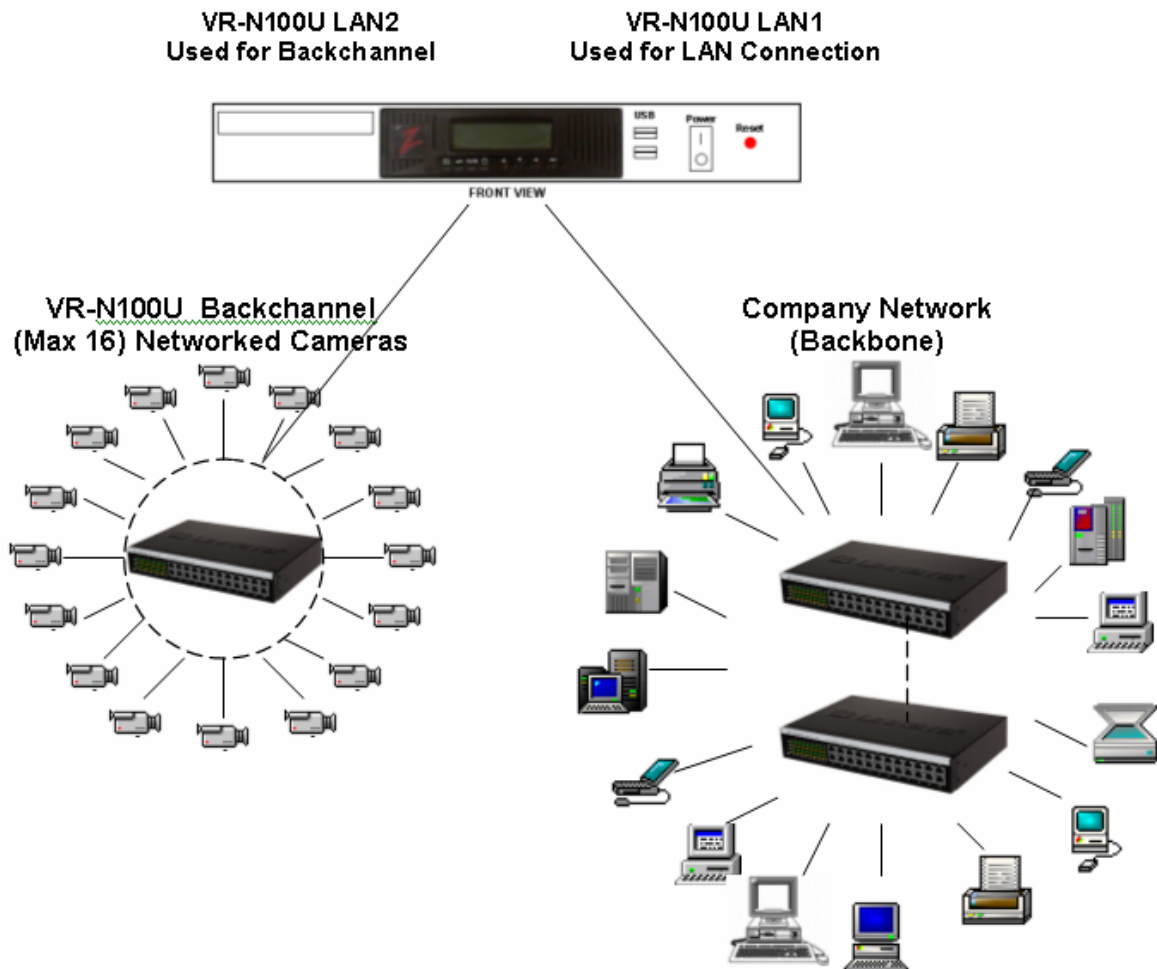 VR-N100U LAN2
Used for Backchannel
VR-N100U LAN1
Used for LAN Connection
USB
Power
Reset
Z
FRONT VIEW
VR-N100U Backchannel
(Max 16) Networked Cameras
Company Network
(Backbone)